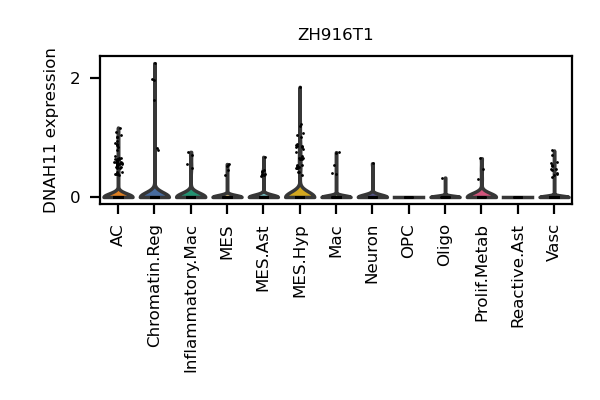 ZH916T1
DNAH11 expression
2
0
AC
Chromatin.Reg
Inflammatory.Mac
MES
MES.Ast
MES.Hyp
Mac
Neuron
OPC
Oligo
Prolif.Metab
Reactive.Ast
Vasc